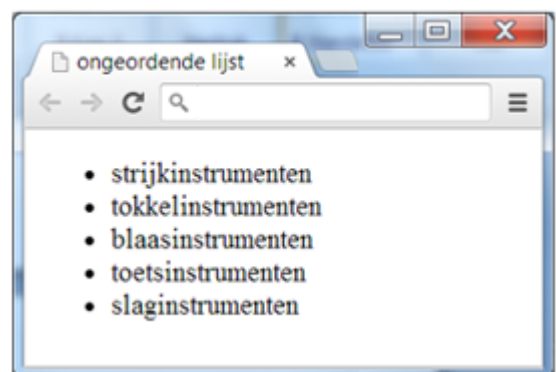 ongeordende lijst
• strijkinstrumenten
• tokkelinstrumenten
• blaasinstrumenten
• toetsinstrumenten
• slaginstrumenten